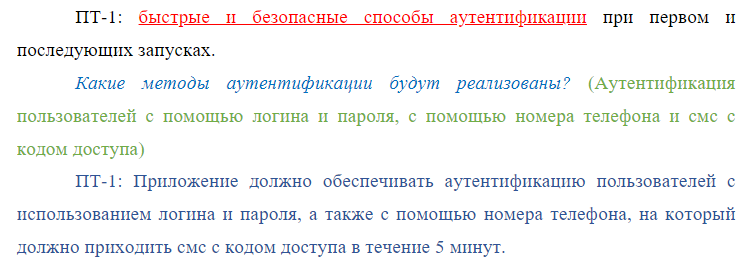 ПТ-1: быстрые и безопасные способы аутентификации при первом и
последующих запусках.
Какие методы аутентификации будут реализованы? (Аутентификация
пользователей с помощью логина и пароля, с помощью номера телефона и смс с
кодом доступа)
ПТ-1: Приложение должно обеспечивать аутентификацию пользователей с
использованием логина и пароля, а также с помощью номера телефона, на который
должно приходить смс с кодом доступа в течение 5 минут.